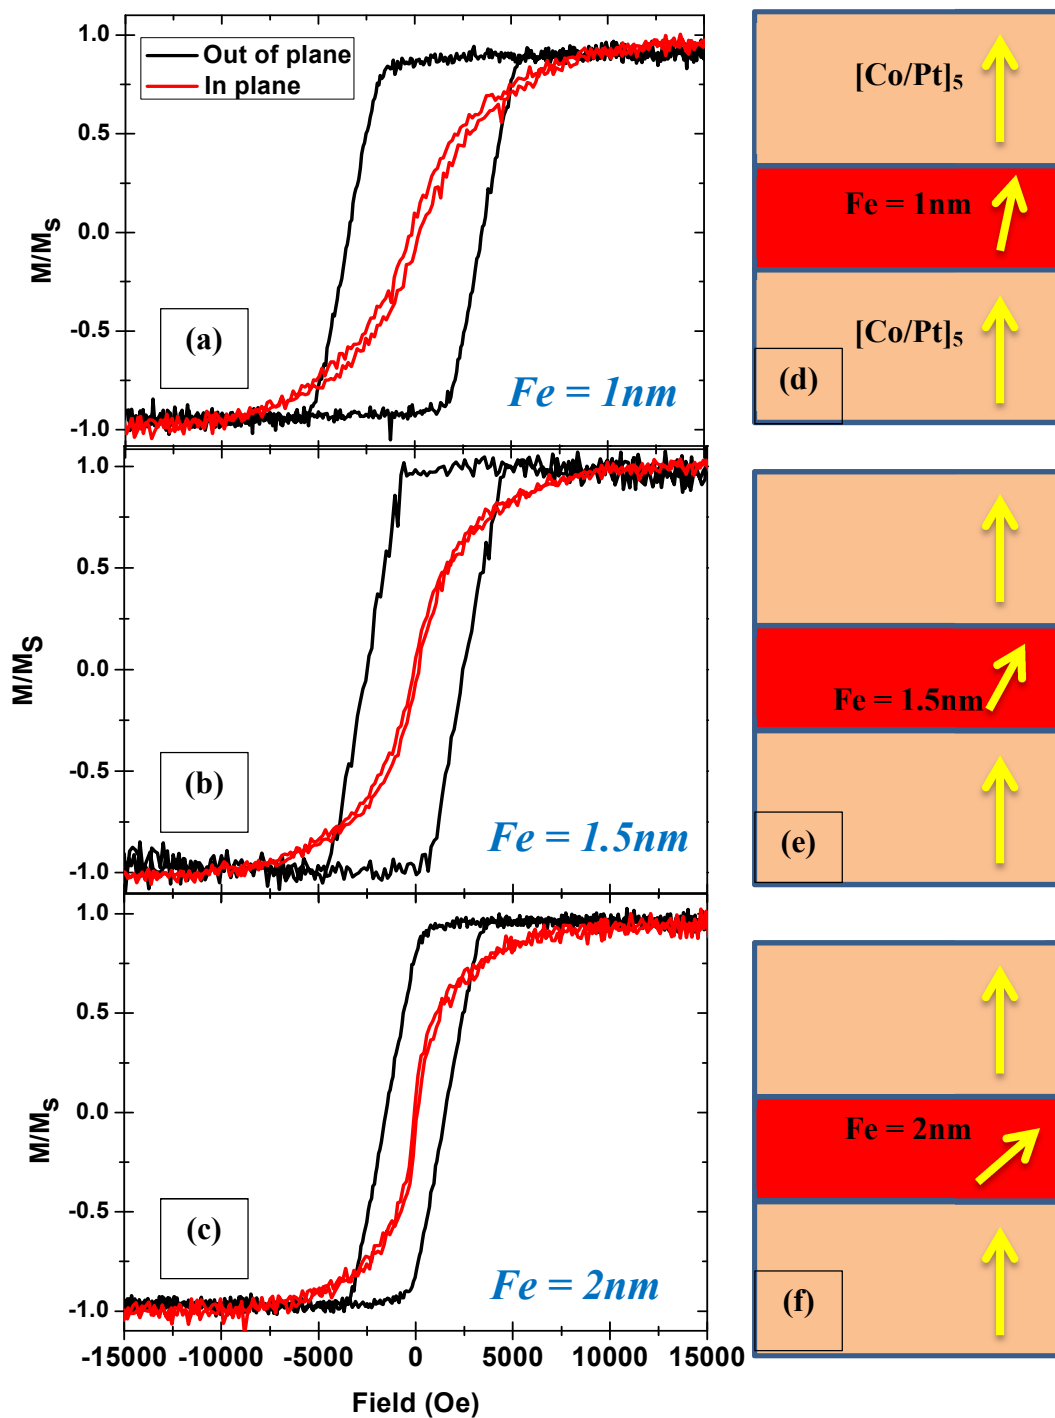 1.0
0.5
0.0
-0.5
-1.0
M/Ms
Out of plane
In plane
(a)
Fe = 1nm
[Co/Pt]5
Fe = 1nm
[Co/Pt]5
(d)
1.0
0.5
0.0
-0.5
-1.0
M/MS
(b)
Fe = 1.5nm
Fe = 1.5nm
(e)
1.0
0.5
0.0
-0.5
-1.0
M/Ms
(c)
Fe = 2nm
Fe = 2nm
(f)
-15000 -10000 -5000 0 5000 10000 15000
Field (Oe)